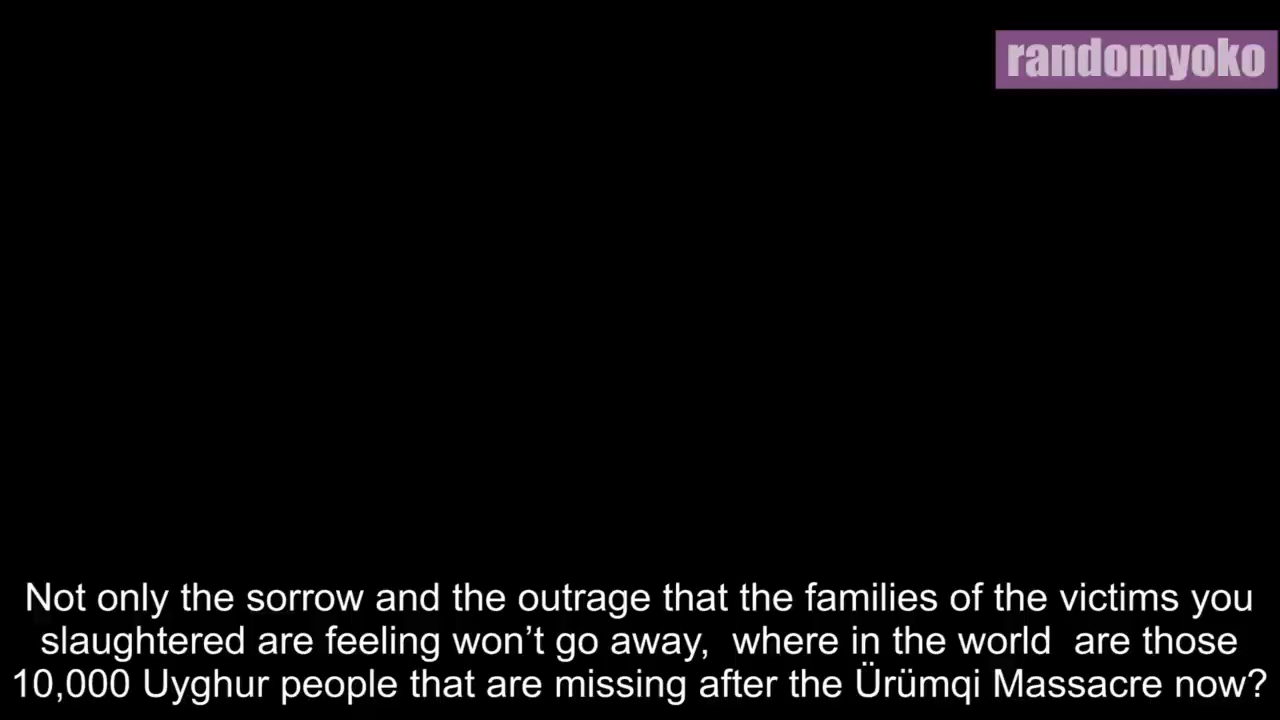 randomyoko
Not only the sorrow and the outrage that the families of the victims you
slaughtered are feeling won’t go away,  where in the world  are those
10,000 Uyghur people that are missing after the Ürümqi Massacre now?